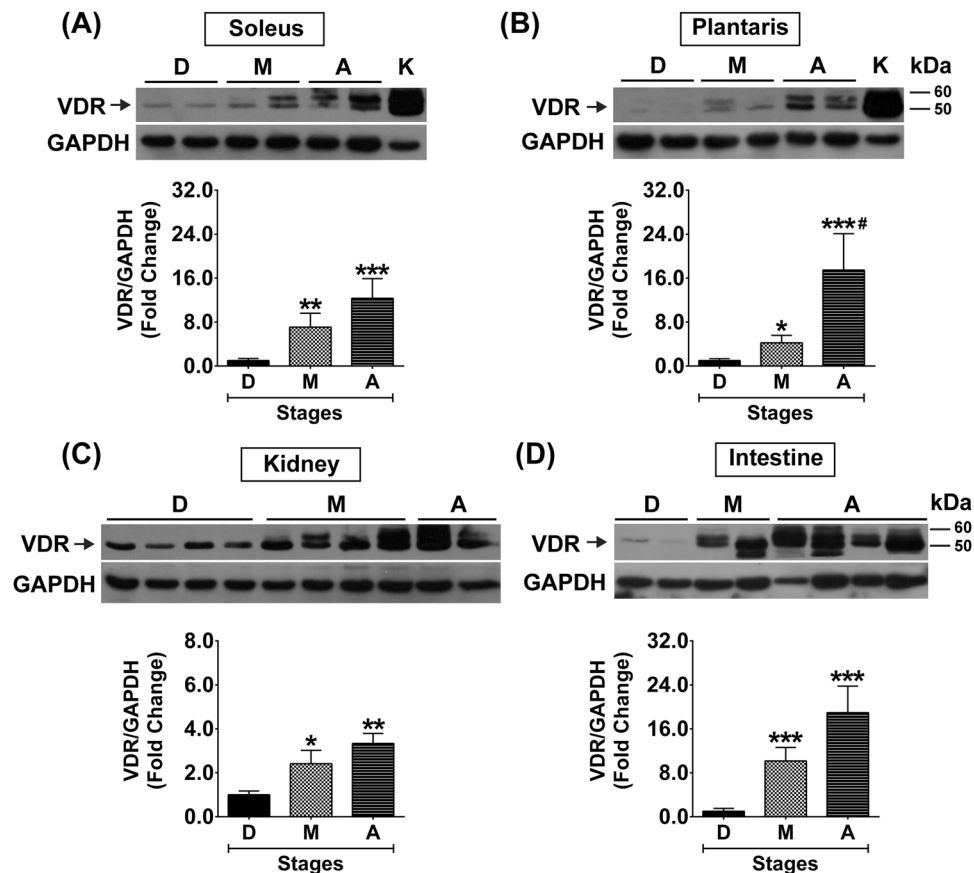 (A) Soleus
D M A K
VDR
GAPDH
32.0
24.0
16.0
8.0
0.0
VDR/GAPDH
(Fold Change)
**
***
D M A
Stages
(B) Plantaris
D M A K kDa
VDR
60
50
GAPDH
32.0
24.0
16.0
8.0
0.0
VDR/GAPDH
(Fold Change)
*
***#
D M A
Stages
(C) Kidney
D M A
VDR
GAPDH
8.0
6.0
4.0
2.0
0.0
VDR/GAPDH
(Fold Change)
*
**
D M A
Stages
(D) Intestine
D M A kDa
VDR
60
50
GAPDH
32.0
24.0
16.0
8.0
0.0
VDR/GAPDH
(Fold Change)
***
***
D M A
Stages